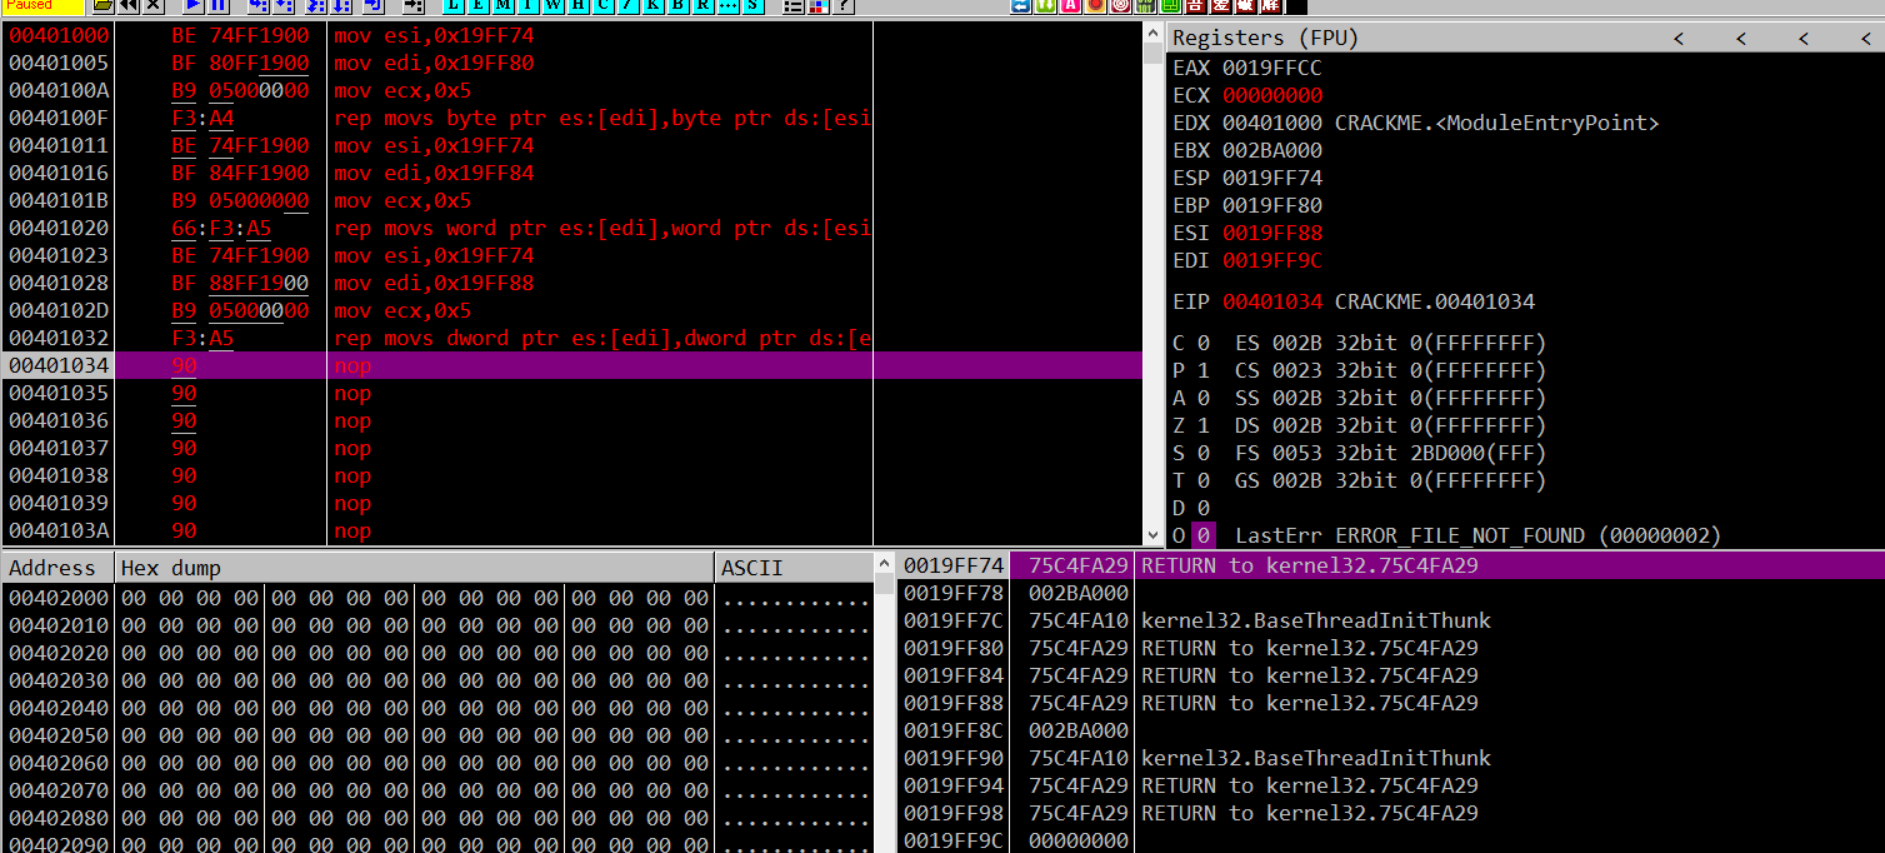 Paused L E M T W H C / K B R ... S ? 吾 爱 破 解
00401000 BE 74FF1900 mov esi,0x19FF74
00401005 BF 80FF1900 mov edi,0x19FF80
0040100A B9 05000000 mov ecx,0x5
0040100F F3:A4 rep movs byte ptr es:[edi],byte ptr ds:[esi
00401011 BE 74FF1900 mov esi,0x19FF74
00401016 BF 84FF1900 mov edi,0x19FF84
0040101B B9 05000000 mov ecx,0x5
00401020 66:F3:A5 rep movs word ptr es:[edi],word ptr ds:[esi
00401023 BE 74FF1900 mov esi,0x19FF74
00401028 BF 88FF1900 mov edi,0x19FF88
0040102D B9 05000000 mov ecx,0x5
00401032 F3:A5 rep movs dword ptr es:[edi],dword ptr ds:[e
00401034 90 nop
00401035 90 nop
00401036 90 nop
00401037 90 nop
00401038 90 nop
00401039 90 nop
0040103A 90 nop
Registers (FPU) < < < <
EAX 0019FFCC
ECX 00000000
EDX 00401000 CRACKME.<ModuleEntryPoint>
EBX 002BA000
ESP 0019FF74
EBP 0019FF80
ESI 0019FF88
EDI 0019FF9C
EIP 00401034 CRACKME.00401034
C 0 ES 002B 32bit 0(FFFFFFFF)
P 1 CS 0023 32bit 0(FFFFFFFF)
A 0 SS 002B 32bit 0(FFFFFFFF)
Z 1 DS 002B 32bit 0(FFFFFFFF)
S 0 FS 0053 32bit 2BD000(FFF)
T 0 GS 002B 32bit 0(FFFFFFFF)
D 0
O 0 LastErr ERROR_FILE_NOT_FOUND (00000002)
Address Hex dump ASCII
00402000 00 00 00 00 00 00 00 00 00 00 00 00 00 00 00 00 ............
00402010 00 00 00 00 00 00 00 00 00 00 00 00 00 00 00 00 ............
00402020 00 00 00 00 00 00 00 00 00 00 00 00 00 00 00 00 ............
00402030 00 00 00 00 00 00 00 00 00 00 00 00 00 00 00 00 ............
00402040 00 00 00 00 00 00 00 00 00 00 00 00 00 00 00 00 ............
00402050 00 00 00 00 00 00 00 00 00 00 00 00 00 00 00 00 ............
00402060 00 00 00 00 00 00 00 00 00 00 00 00 00 00 00 00 ............
00402070 00 00 00 00 00 00 00 00 00 00 00 00 00 00 00 00 ............
00402080 00 00 00 00 00 00 00 00 00 00 00 00 00 00 00 00 ............
00402090 00 00 00 00 00 00 00 00 00 00 00 00 00 00 00 00 ............
0019FF74 75C4FA29 RETURN to kernel32.75C4FA29
0019FF78 002BA000
0019FF7C 75C4FA10 kernel32.BaseThreadInitThunk
0019FF80 75C4FA29 RETURN to kernel32.75C4FA29
0019FF84 75C4FA29 RETURN to kernel32.75C4FA29
0019FF88 75C4FA29 RETURN to kernel32.75C4FA29
0019FF8C 002BA000
0019FF90 75C4FA10 kernel32.BaseThreadInitThunk
0019FF94 75C4FA29 RETURN to kernel32.75C4FA29
0019FF98 75C4FA29 RETURN to kernel32.75C4FA29
0019FF9C 00000000